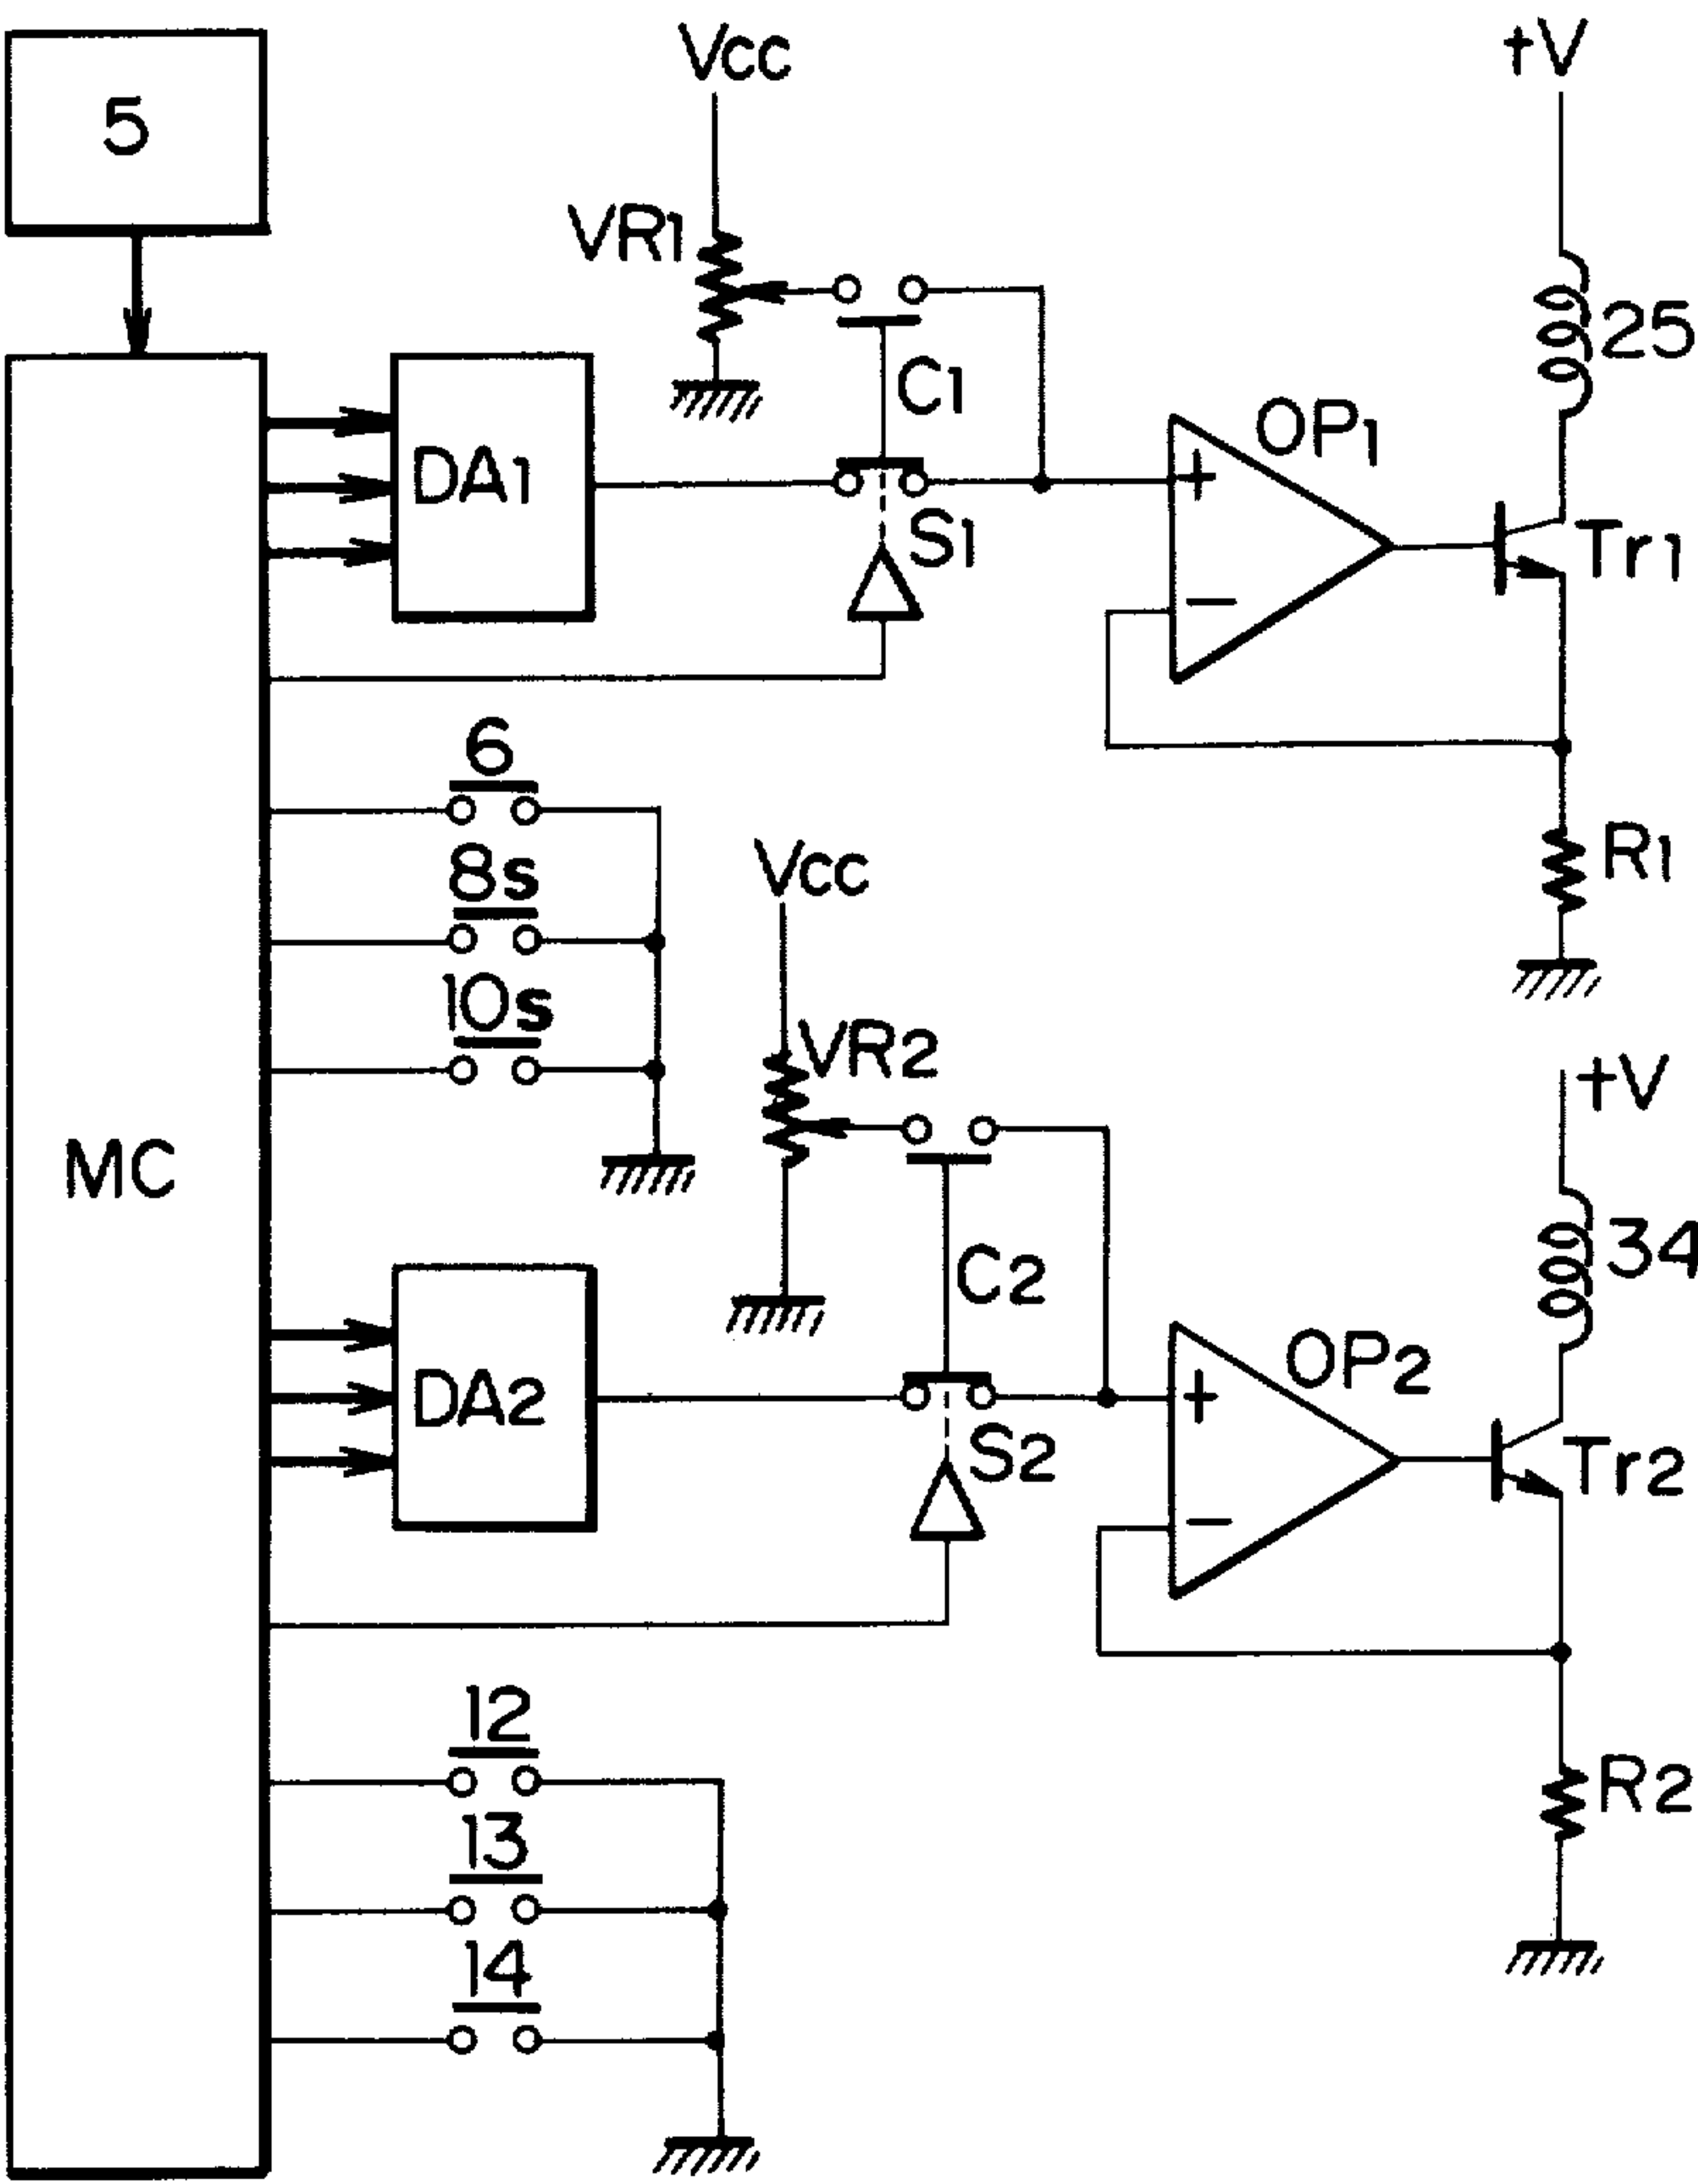 5
Vcc
+V
VR1
25
C1
OP1
DA1
S1
Tr1
+
−
6
R1
8s
Vcc
10s
VR2
+V
MC
C2
34
OP2
DA2
S2
Tr2
+
−
12
R2
13
14